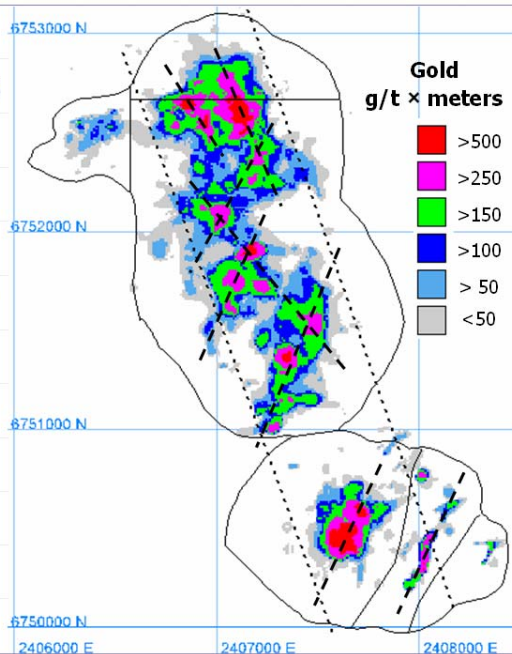 6753000 N
Gold
g/t × meters
>500
>250
>150
>100
> 50
<50
6752000 N
6751000 N
6750000 N
2406000 E
2407000 E
2408000 E